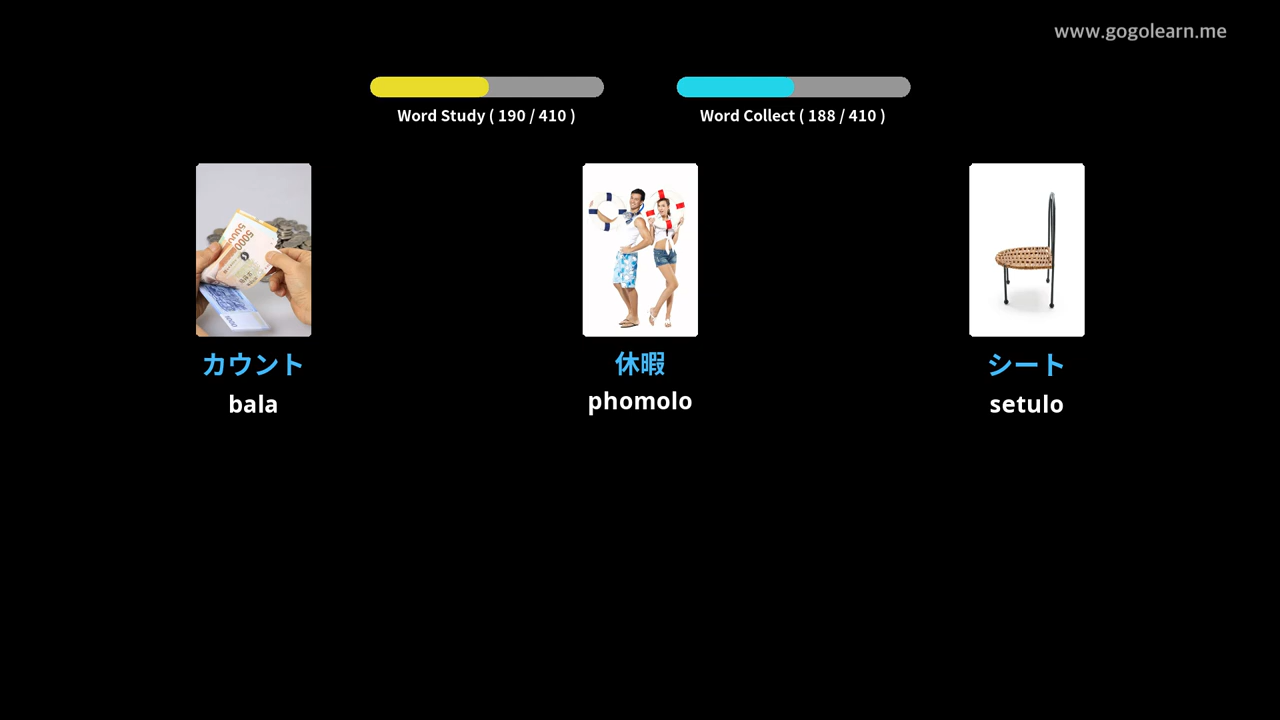 www.gogolearn.me
Word Study ( 190 / 410 )
Word Collect ( 188 / 410 )
5000
カウント
bala
休暇
phomolo
シート
setulo